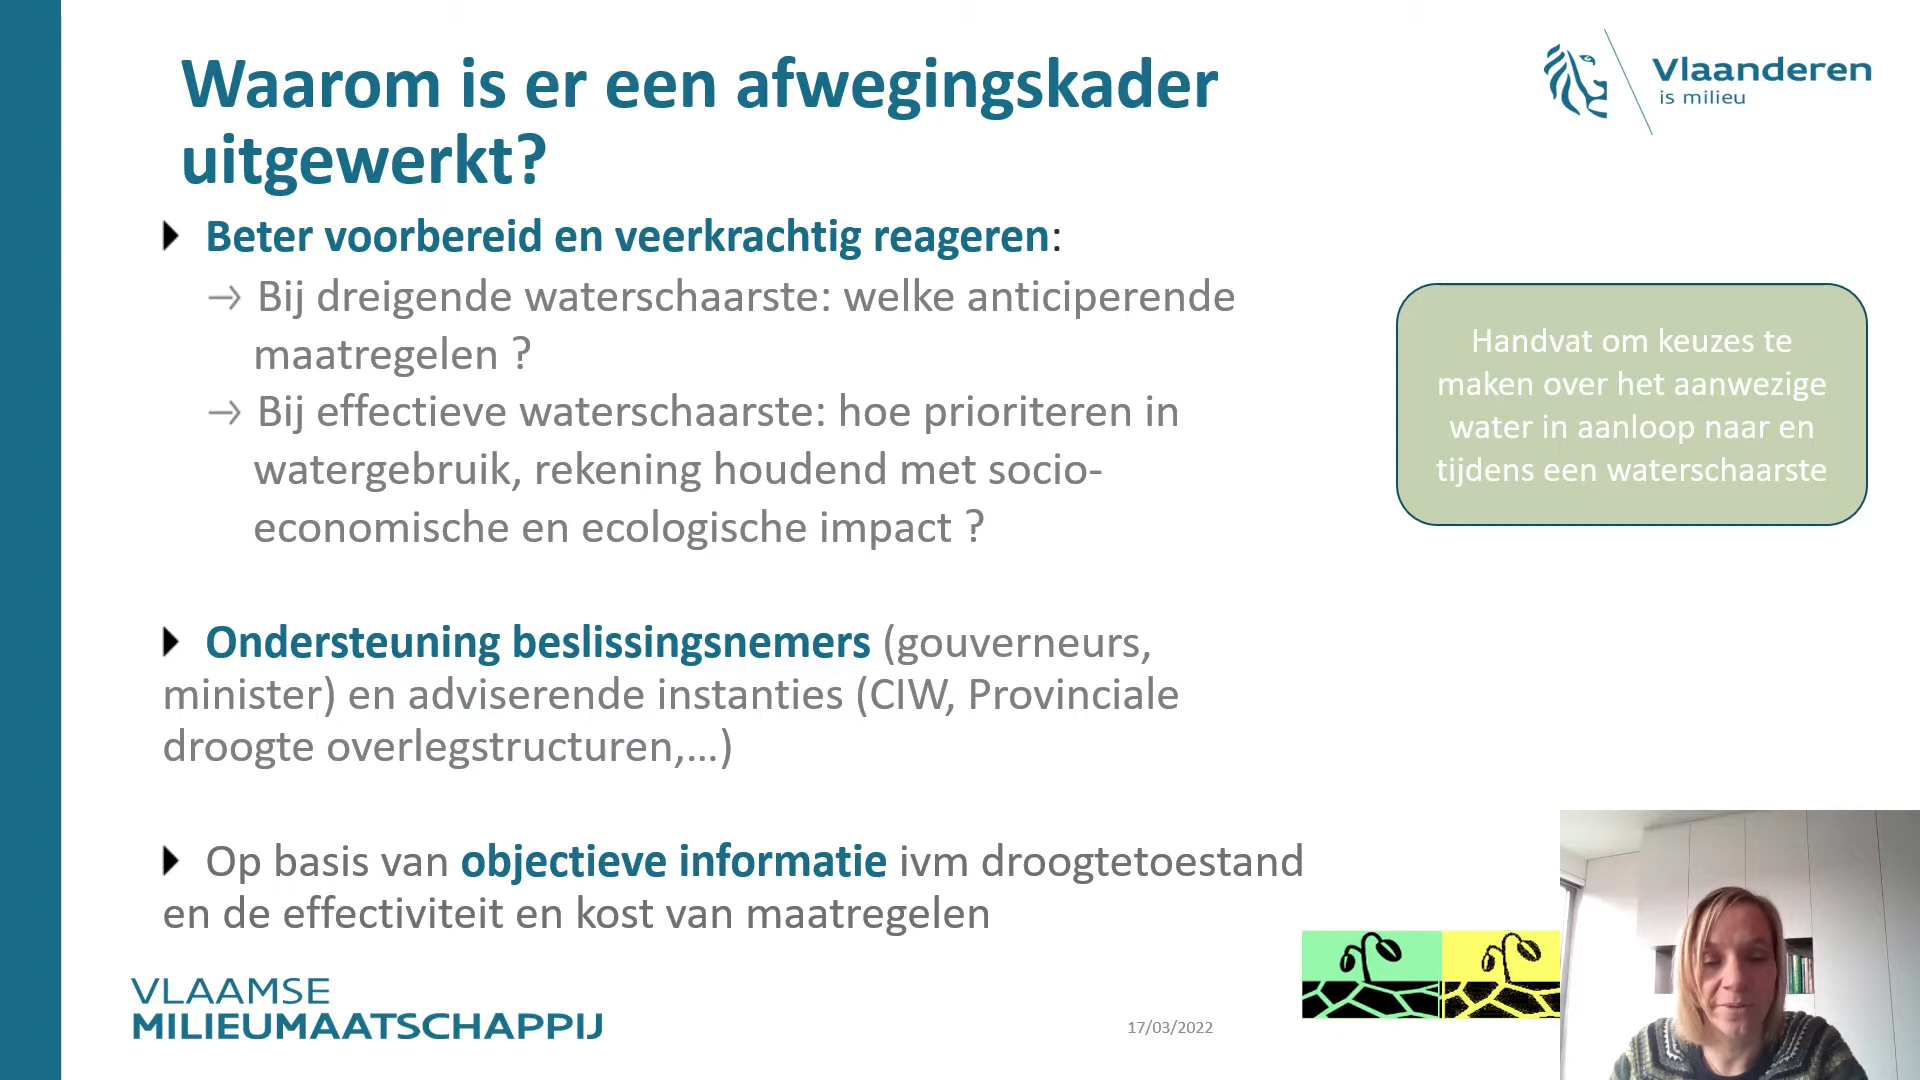 Waarom is er een afwegingskader
uitgewerkt?
Vlaanderen
is milieu
Beter voorbereid en veerkrachtig reageren:
→ Bij dreigende waterschaarste: welke anticiperende
maatregelen ?
→ Bij effectieve waterschaarste: hoe prioriteren in
watergebruik, rekening houdend met socio-
economische en ecologische impact ?
Handvat om keuzes te
maken over het aanwezige
water in aanloop naar en
tijdens een waterschaarste
Ondersteuning beslissingsnemers (gouverneurs,
minister) en adviserende instanties (CIW, Provinciale
droogte overlegstructuren,...)
Op basis van objectieve informatie ivm droogtetoestand
en de effectiviteit en kost van maatregelen
VLAAMSE
MILIEUMAATSCHAPPIJ
17/03/2022